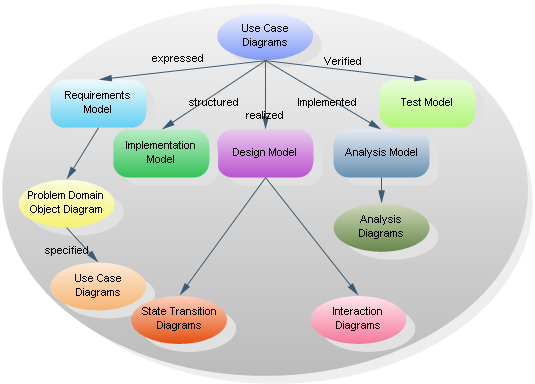 Use Case
Diagrams
expressed
Verified
Requirements
Model
structured
realized
Implemented
Test Model
Implementation
Model
Design Model
Analysis Model
Problem Domain
Object Diagram
Analysis
Diagrams
specified
Use Case
Diagrams
State Transition
Diagrams
Interaction
Diagrams